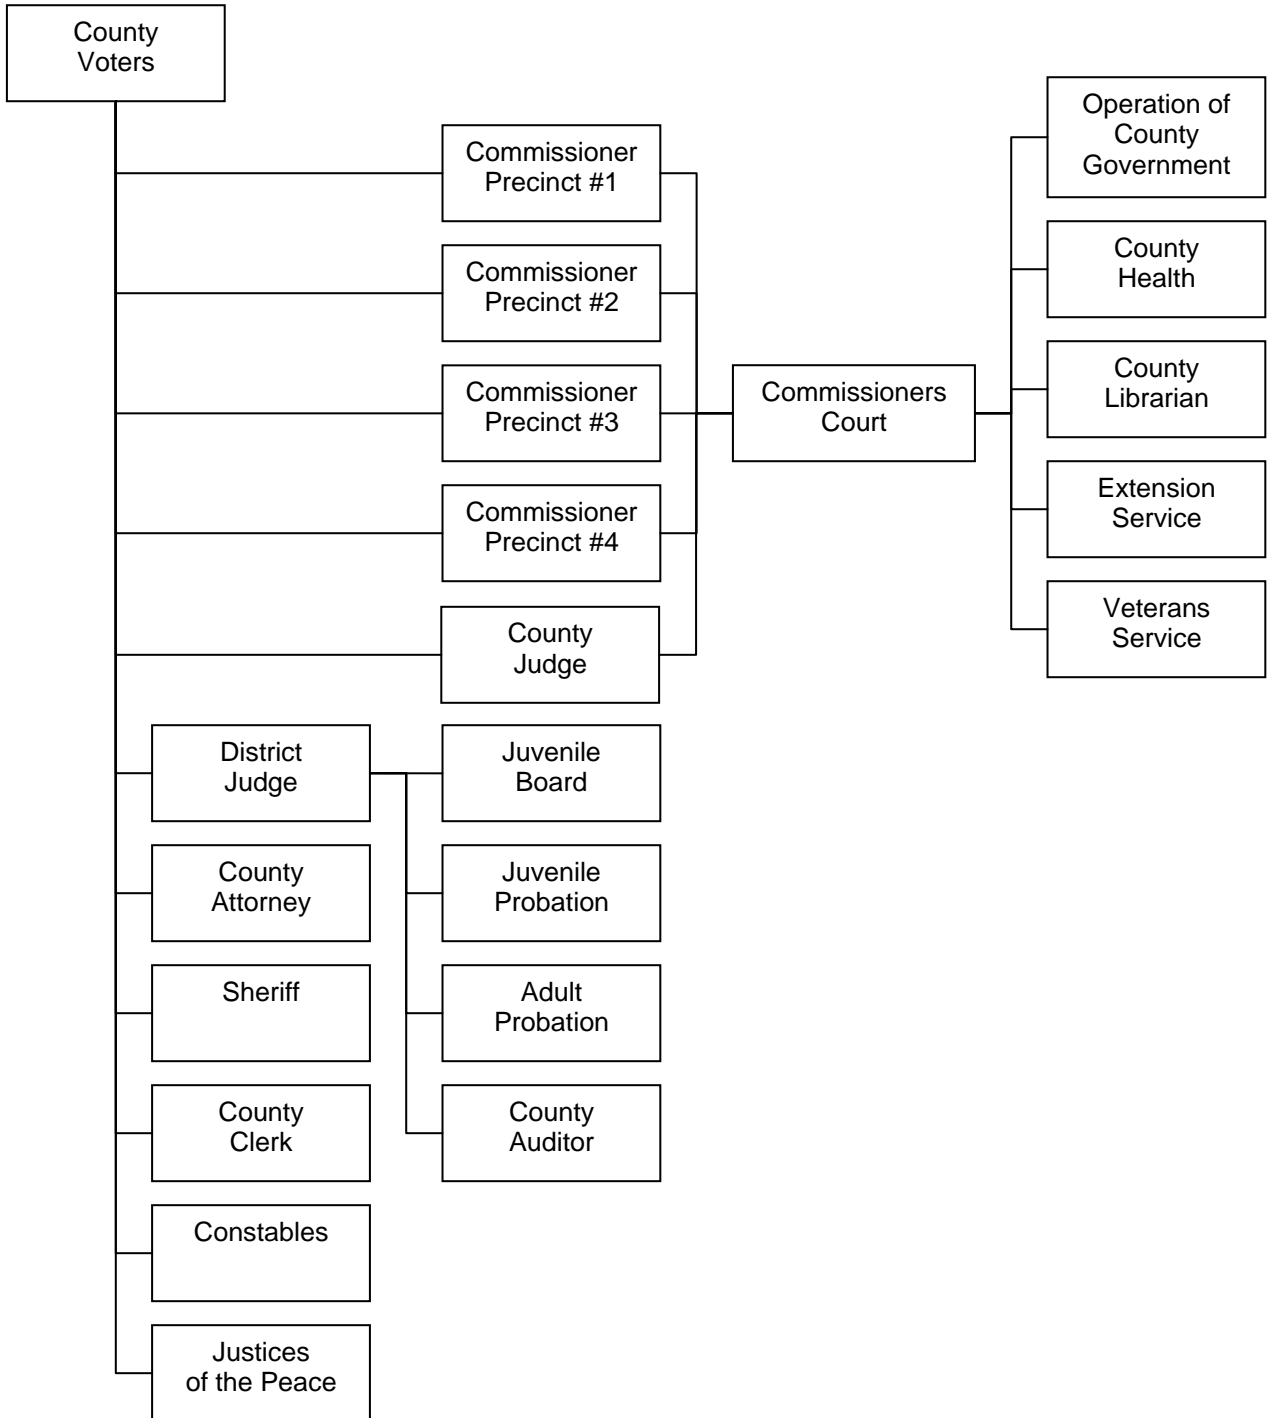 County
Voters
Operation of
County
Government
Commissioner
Precinct #1
County
Health
Commissioner
Precinct #2
County
Librarian
Commissioner
Precinct #3
Commissioners
Court
Extension
Service
Commissioner
Precinct #4
Veterans
Service
County
Judge
District
Judge
Juvenile
Board
County
Attorney
Juvenile
Probation
Sheriff
Adult
Probation
County
Clerk
County
Auditor
Constables
Justices
of the Peace